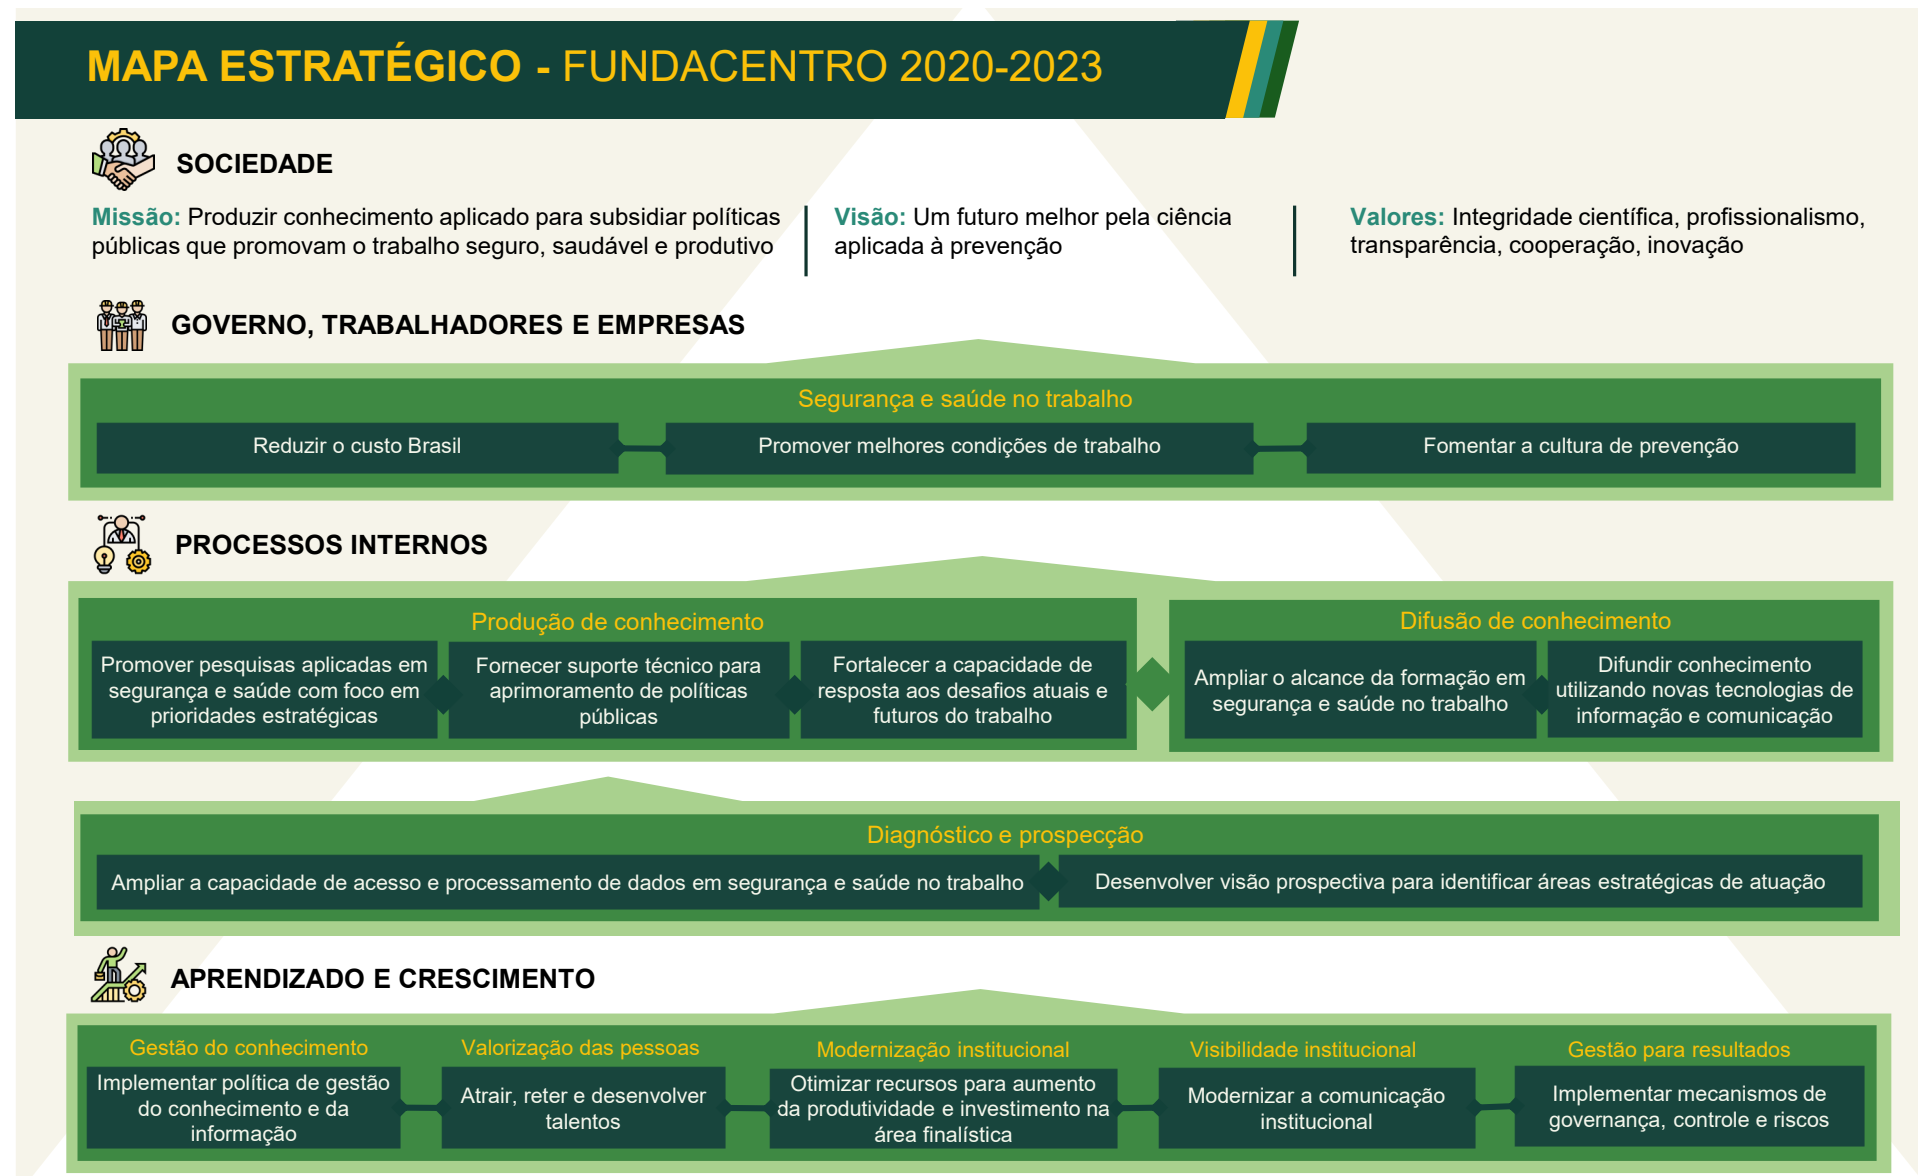 MAPA ESTRATÉGICO - FUNDACENTRO 2020-2023
SOCIEDADE
Missão: Produzir conhecimento aplicado para subsidiar políticas
públicas que promovam o trabalho seguro, saudável e produtivo
Visão: Um futuro melhor pela ciência
aplicada à prevenção
Valores: Integridade científica, profissionalismo,
transparência, cooperação, inovação
GOVERNO, TRABALHADORES E EMPRESAS
Segurança e saúde no trabalho
Reduzir o custo Brasil
Promover melhores condições de trabalho
Fomentar a cultura de prevenção
PROCESSOS INTERNOS
Produção de conhecimento
Promover pesquisas aplicadas em
segurança e saúde com foco em
prioridades estratégicas
Fornecer suporte técnico para
aprimoramento de políticas
públicas
Fortalecer a capacidade de
resposta aos desafios atuais e
futuros do trabalho
Difusão de conhecimento
Ampliar o alcance da formação em
segurança e saúde no trabalho
Difundir conhecimento
utilizando novas tecnologias de
informação e comunicação
Diagnóstico e prospecção
Ampliar a capacidade de acesso e processamento de dados em segurança e saúde no trabalho
Desenvolver visão prospectiva para identificar áreas estratégicas de atuação
APRENDIZADO E CRESCIMENTO
Gestão do conhecimento
Implementar política de gestão
do conhecimento e da
informação
Valorização das pessoas
Atrair, reter e desenvolver
talentos
Modernização institucional
Otimizar recursos para aumento
da produtividade e investimento na
área finalística
Visibilidade institucional
Modernizar a comunicação
institucional
Gestão para resultados
Implementar mecanismos de
governança, controle e riscos